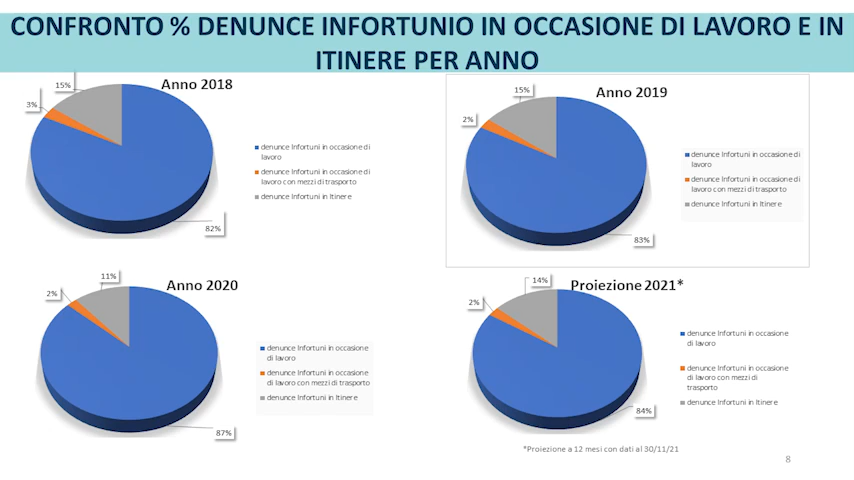 CONFRONTO % DENUNCE INFORTUNIO IN OCCASIONE DI LAVORO E IN
ITINERE PER ANNO
Anno 2018
15%
3%
82%
denunce Infortuni in occasione di
lavoro
denunce Infortuni in occasione di
lavoro con mezzi di trasporto
denunce Infortuni in Itinere
Anno 2019
15%
2%
83%
denunce Infortuni in occasione di
lavoro
denunce Infortuni in occasione di
lavoro con mezzi di trasporto
denunce Infortuni in Itinere
Anno 2020
11%
2%
87%
denunce Infortuni in occasione
di lavoro
denunce Infortuni in occasione
di lavoro con mezzi di trasporto
denunce Infortuni in Itinere
Proiezione 2021*
14%
2%
84%
denunce Infortuni in occasione
di lavoro
denunce Infortuni in occasione
di lavoro con mezzi di
trasporto
denunce Infortuni in Itinere
*Proiezione a 12 mesi con dati al 30/11/21
8